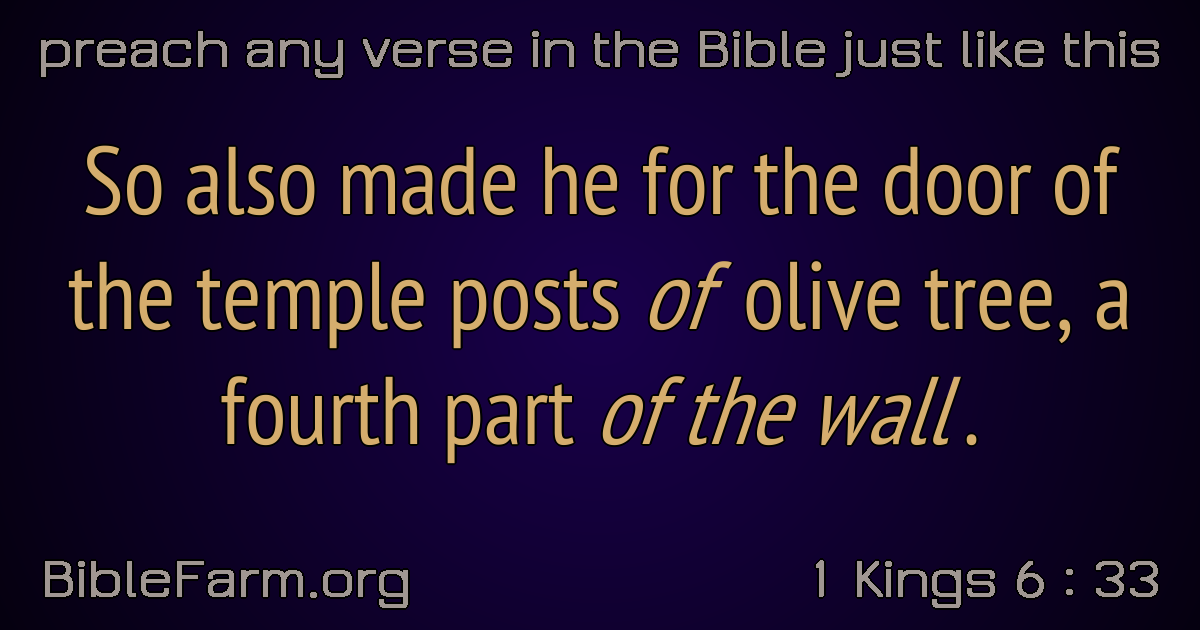 preach any verse in the Bible just like this
So also made he for the door of
the temple posts of olive tree, a
fourth part of the wall .
BibleFarm.org
1 Kings 6 : 33